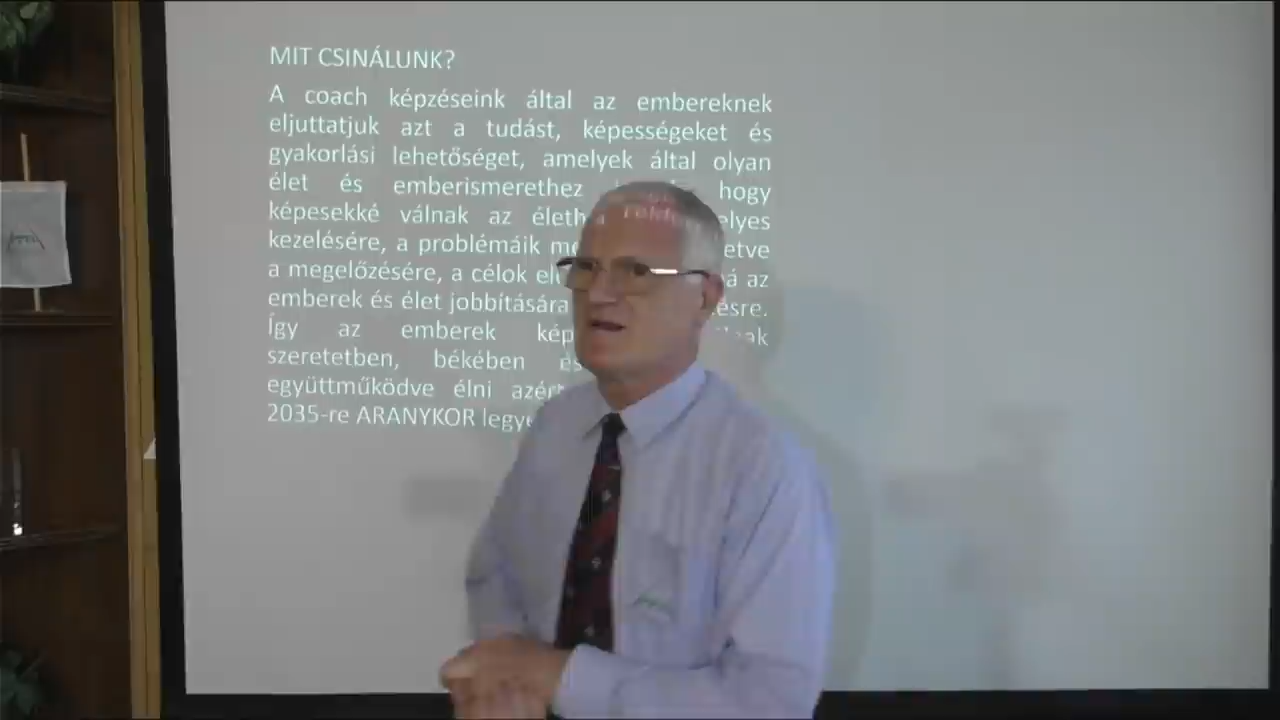 MIT CSINÁLUNK?
A coach képzéseink által az embereknek
eljuttatjuk azt a tudást, képességeket és
gyakorlási lehetőséget, amelyek által olyan
élet és emberismerethez hogy
képesekké válnak az
kezelésére, a problémáik
a megelőzésére, a célok az
emberek és élet jobbítására
Így az emberek
szeretetben, békében és
együttműködve élni
2035-re ARANYKOR